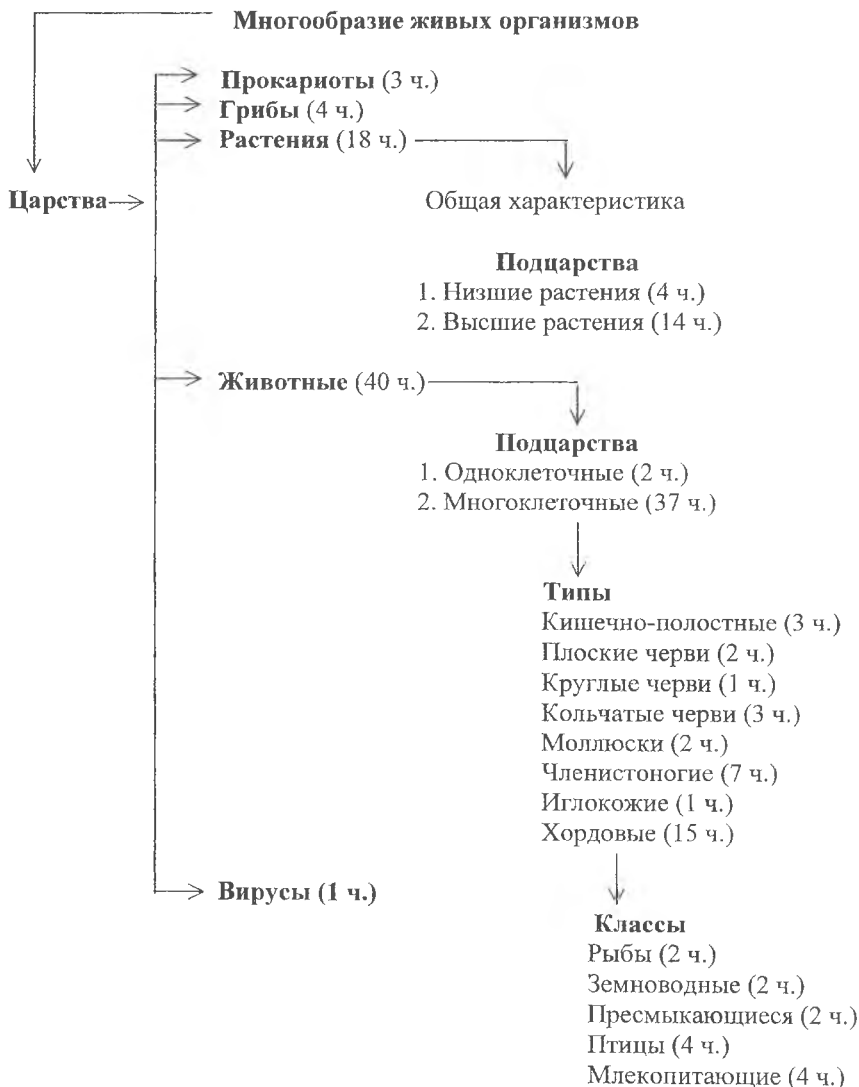 Многообразие живых организмов
Прокариоты (3 ч.)
Грибы (4 ч.)
Растения (18 ч.)
Царства
Общая характеристика
Подцарства
1. Низшие растения (4 ч.)
2. Высшие растения (14 ч.)
Животные (40 ч.)
Подцарства
1. Одноклеточные (2 ч.)
2. Многоклеточные (37 ч.)
Типы
Кишечно-полостные (3 ч.)
Плоские черви (2 ч.)
Круглые черви (1 ч.)
Кольчатые черви (3 ч.)
Моллюски (2 ч.)
Членистоногие (7 ч.)
Иглокожие (1 ч.)
Хордовые (15 ч.)
Вирусы (1 ч.)
Классы
Рыбы (2 ч.)
Земноводные (2 ч.)
Пресмыкающиеся (2 ч.)
Птицы (4 ч.)
Млекопитающие (4 ч.)